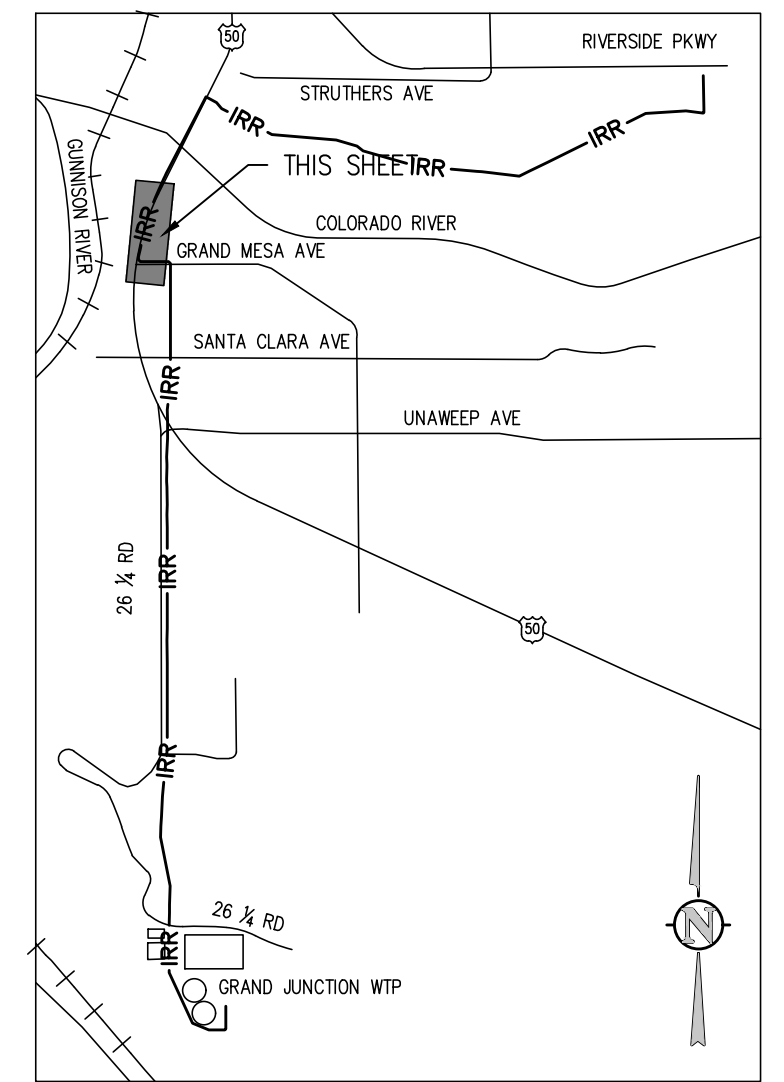 50
RIVERSIDE PKWY
STRUTHERS AVE
IRR
IRR
THIS SHEET
IRR
GUNNISON RIVER
IRR
COLORADO RIVER
GRAND MESA AVE
SANTA CLARA AVE
IRR
UNAWEEP AVE
26 ¼ RD
IRR
50
IRR
26 ¼ RD
N
IRR
GRAND JUNCTION WTP